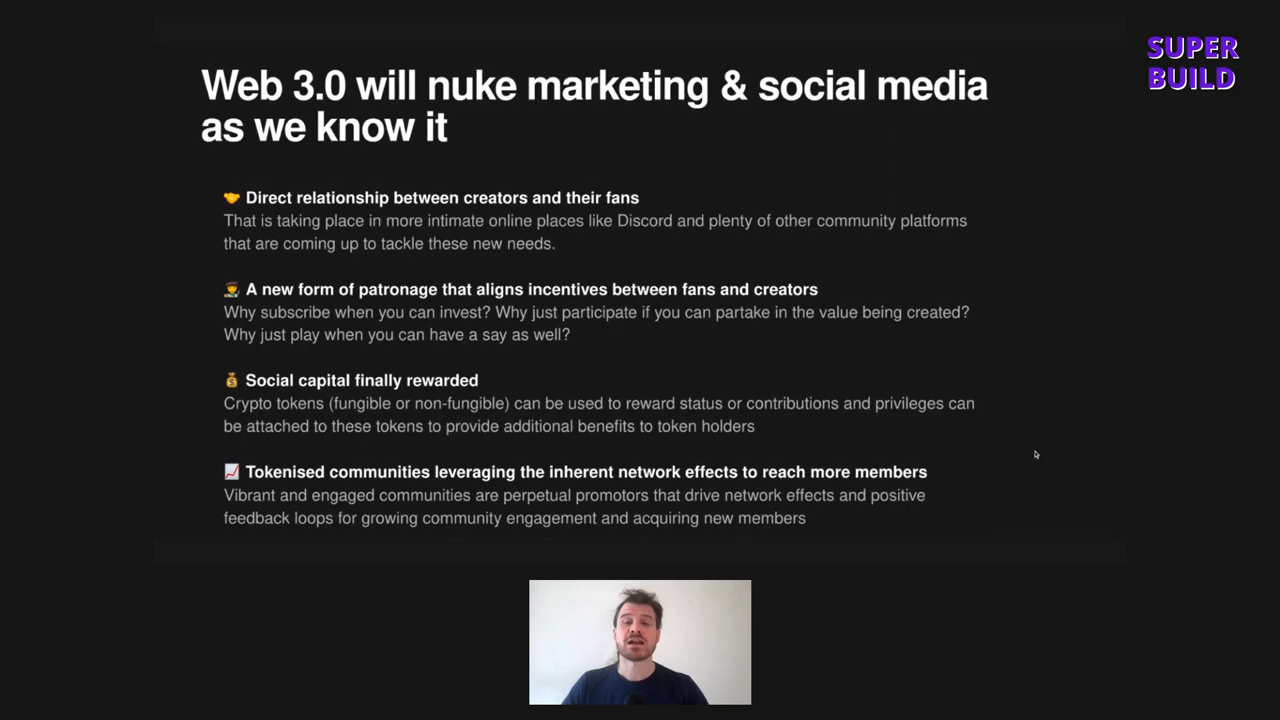 SUPER
BUILD
Web 3.0 will nuke marketing & social media
as we know it
🤝 Direct relationship between creators and their fans
That is taking place in more intimate online places like Discord and plenty of other community platforms
that are coming up to tackle these new needs.
🧑‍🎨 A new form of patronage that aligns incentives between fans and creators
Why subscribe when you can invest? Why just participate if you can partake in the value being created?
Why just play when you can have a say as well?
💰 Social capital finally rewarded
Crypto tokens (fungible or non-fungible) can be used to reward status or contributions and privileges can
be attached to these tokens to provide additional benefits to token holders
📈 Tokenised communities leveraging the inherent network effects to reach more members
Vibrant and engaged communities are perpetual promotors that drive network effects and positive
feedback loops for growing community engagement and acquiring new members